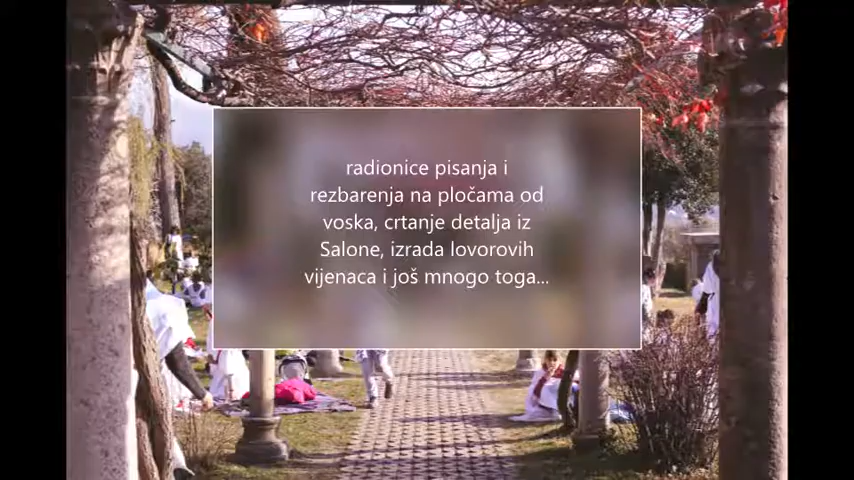 radionice pisanja i
rezbarenja na pločama od
voska, crtanje detalja iz
Salone, izrada lovorovih
vijenaca i još mnogo toga...